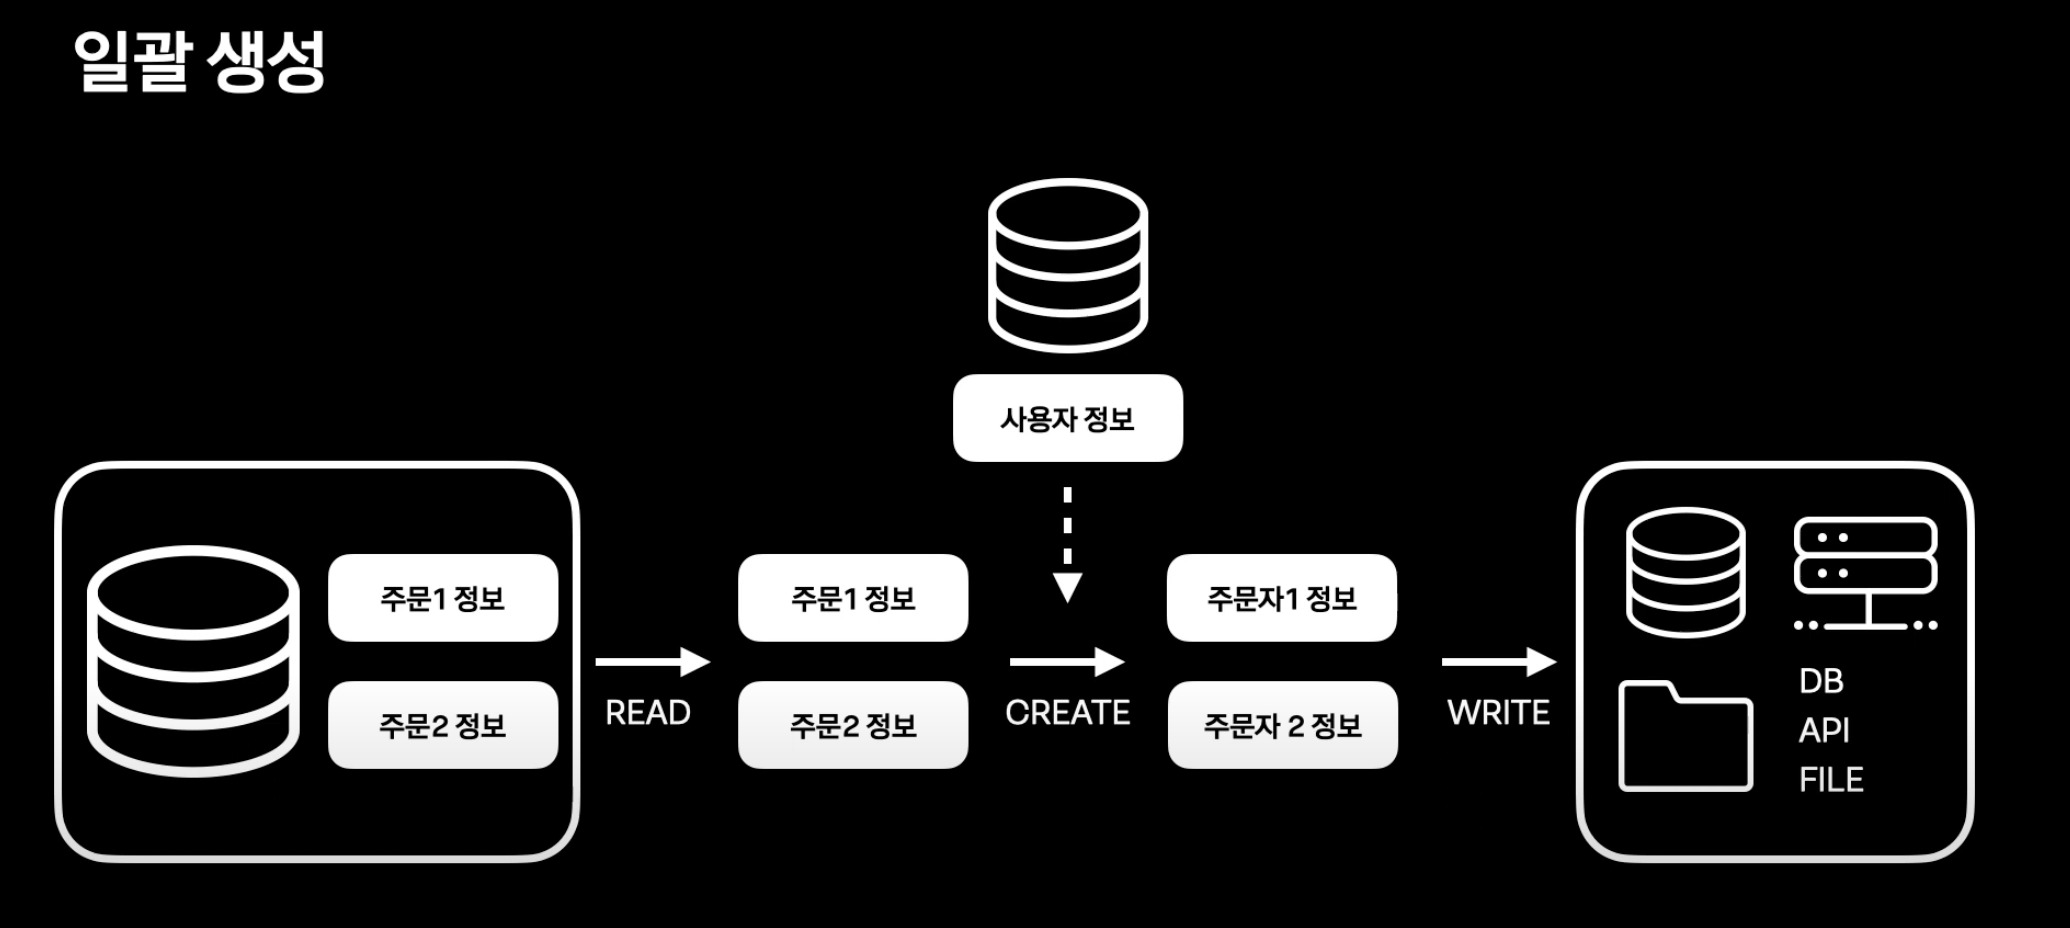 일괄 생성
사용자 정보
주문1 정보
주문2 정보
READ
주문1 정보
주문2 정보
CREATE
주문자1 정보
주문자 2 정보
WRITE
DB
API
FILE